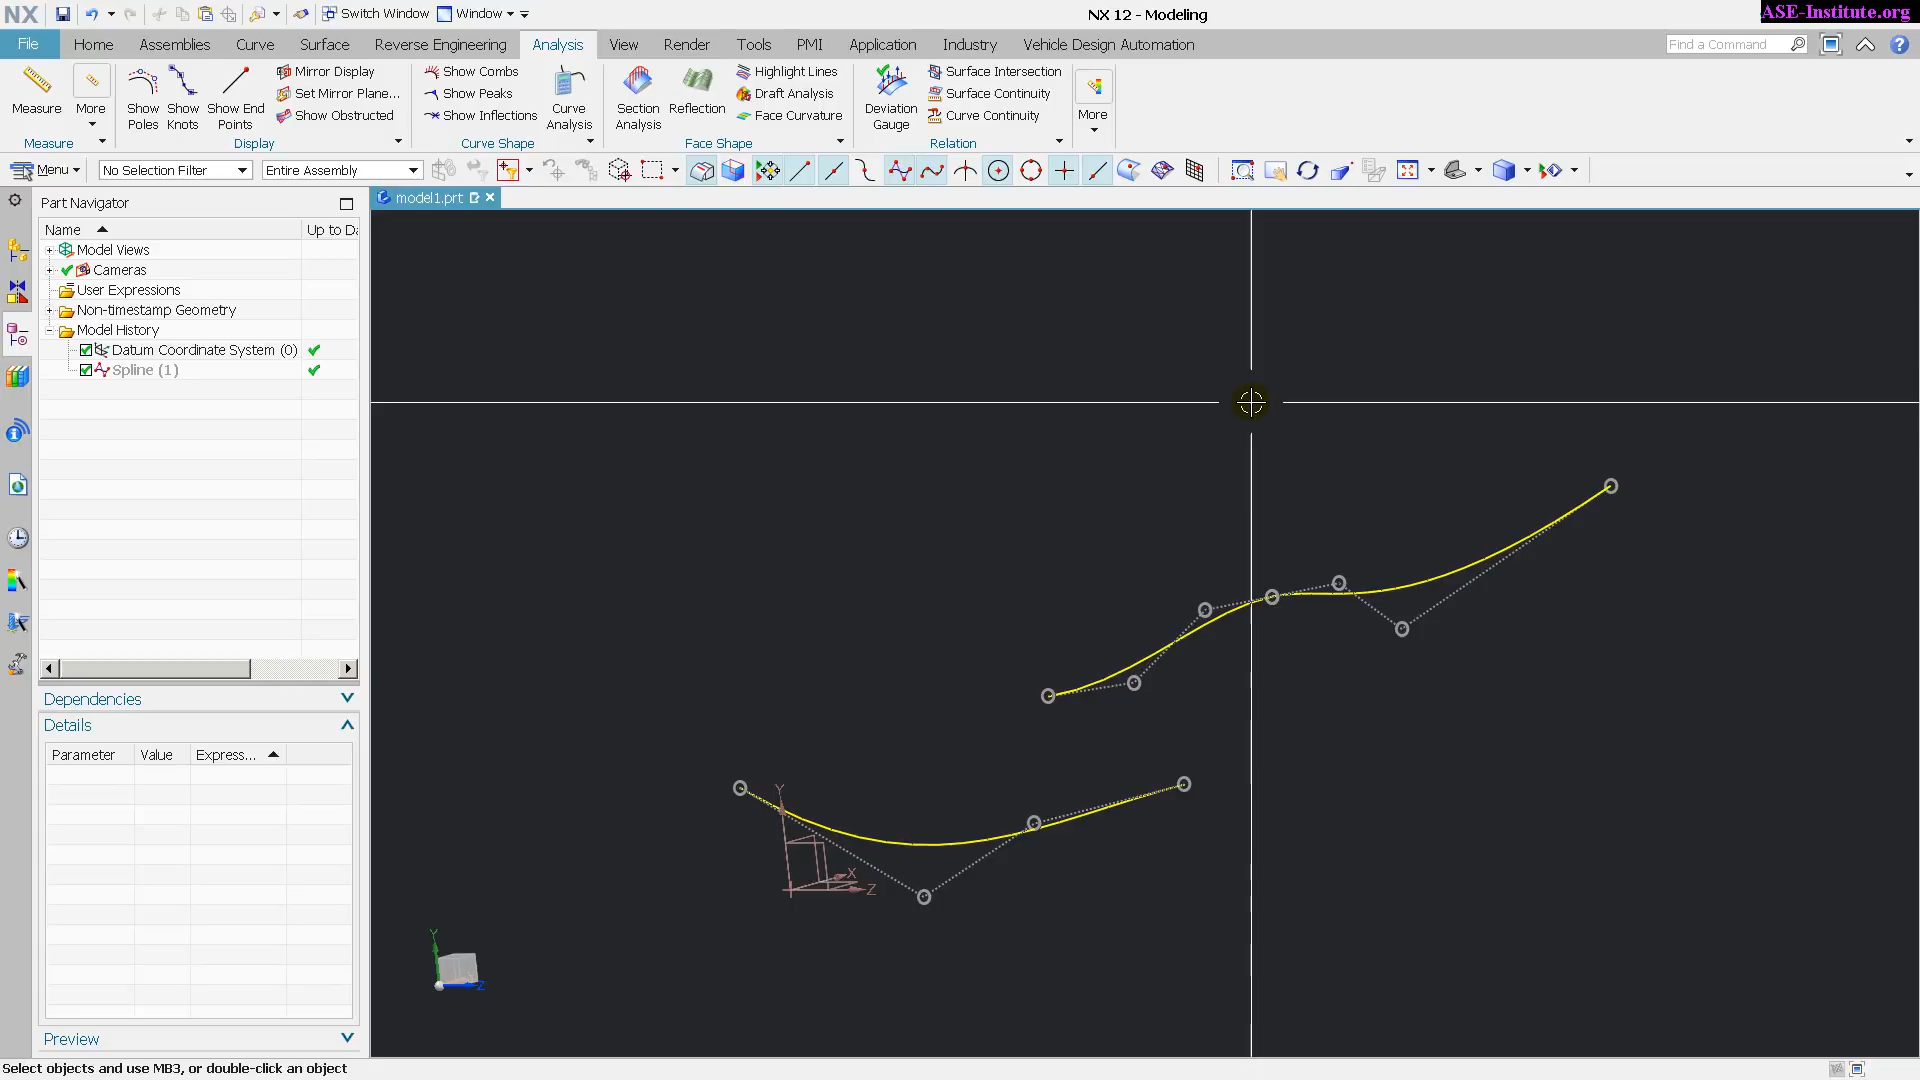 NX
Switch Window
Window
NX 12 - Modeling
ASE-Institute.org
File
Home
Assemblies
Curve
Surface
Reverse Engineering
Analysis
View
Render
Tools
PMI
Application
Industry
Vehicle Design Automation
Find a Command
Measure
More
Show Poles
Show Knots
Show End Points
Mirror Display
Set Mirror Plane...
Show Obstructed
Show Combs
Show Peaks
Show Inflections
Curve Analysis
Section Analysis
Reflection
Highlight Lines
Draft Analysis
Face Curvature
Deviation Gauge
Surface Intersection
Surface Continuity
Curve Continuity
More
Measure
Display
Curve Shape
Face Shape
Relation
Menu
No Selection Filter
Entire Assembly
Part Navigator
model1.prt
Name
Up to Da
Model Views
Cameras
User Expressions
Non-timestamp Geometry
Model History
Datum Coordinate System (0)
Spline (1)
Dependencies
Details
Parameter
Value
Express...
Preview
Y
X
Z
Y
Z
Select objects and use MB3, or double-click an object